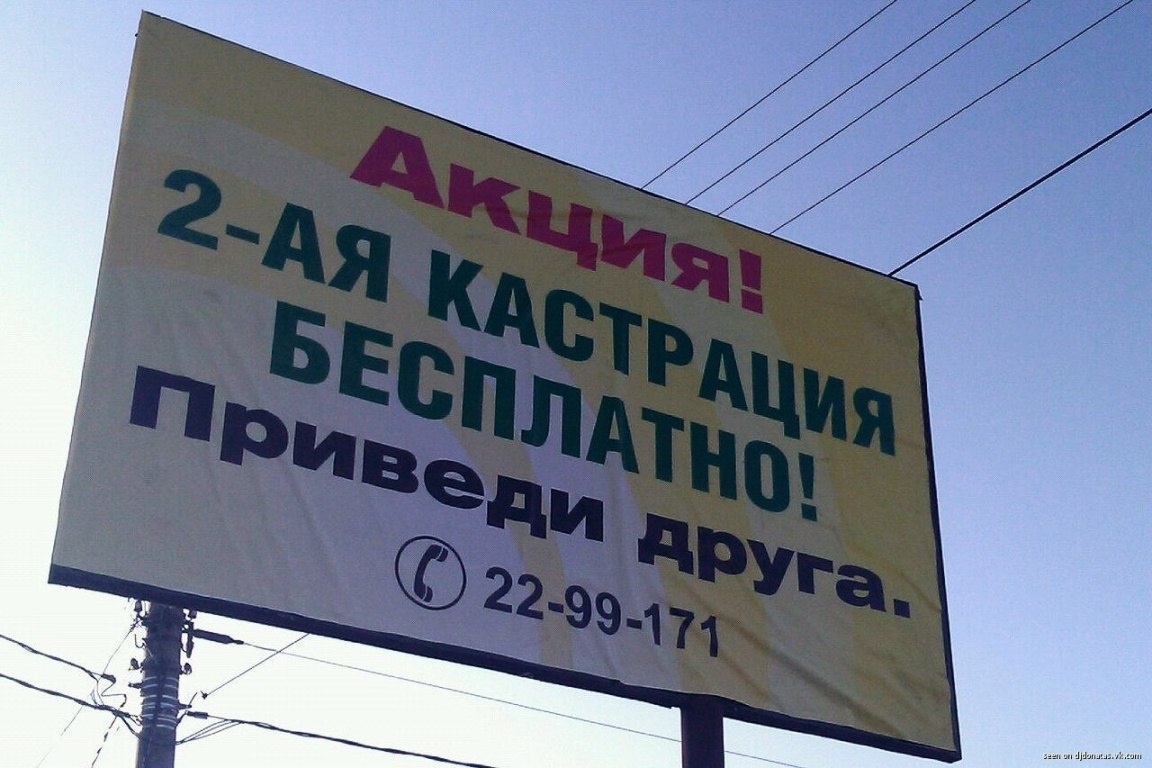 Акция!
2-АЯ КАСТРАЦИЯ
БЕСПЛАТНО!
Приведи друга.
22-99-171
seen on djdonatas.vk.com